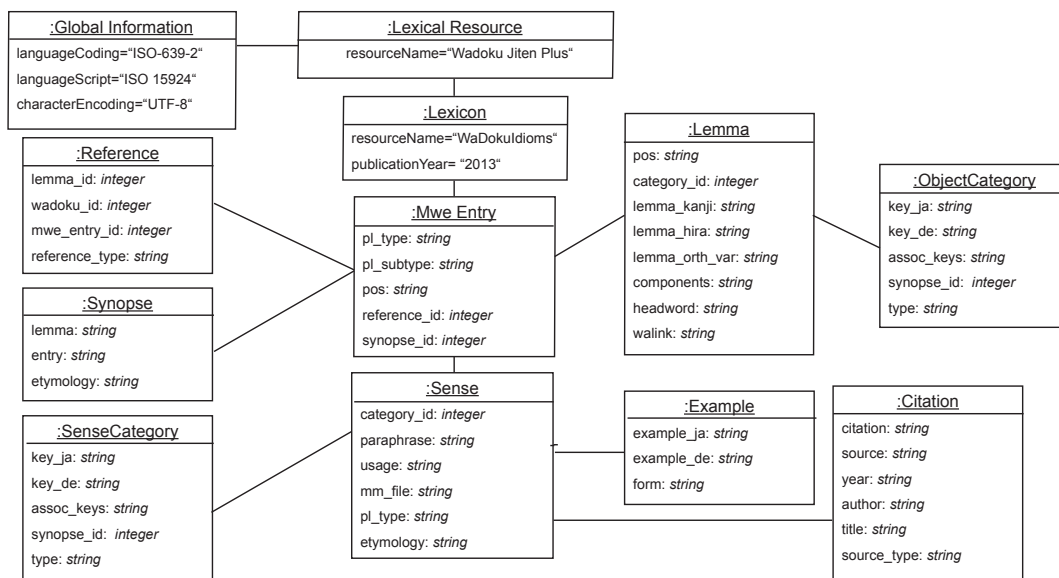 :Global Information
languageCoding=“ISO-639-2“
languageScript=“ISO 15924“
characterEncoding=“UTF-8“
:Lexical Resource
resourceName=“Wadoku Jiten Plus“
:Lexicon
resourceName=“WaDokuIdioms“
publicationYear= “2013“
:Reference
lemma_id: integer
wadoku_id: integer
mwe_entry_id: integer
reference_type: string
:Mwe Entry
pl_type: string
pl_subtype: string
pos: string
reference_id: integer
synopse_id: integer
:Lemma
pos: string
category_id: integer
lemma_kanji: string
lemma_hira: string
lemma_orth_var: string
components: string
headword: string
walink: string
:ObjectCategory
key_ja: string
key_de: string
assoc_keys: string
synopse_id: integer
type: string
:Synopse
lemma: string
entry: string
etymology: string
:SenseCategory
key_ja: string
key_de: string
assoc_keys: string
synopse_id: integer
type: string
:Sense
category_id: integer
paraphrase: string
usage: string
mm_file: string
pl_type: string
etymology: string
:Example
example_ja: string
example_de: string
form: string
:Citation
citation: string
source: string
year: string
author: string
title: string
source_type: string